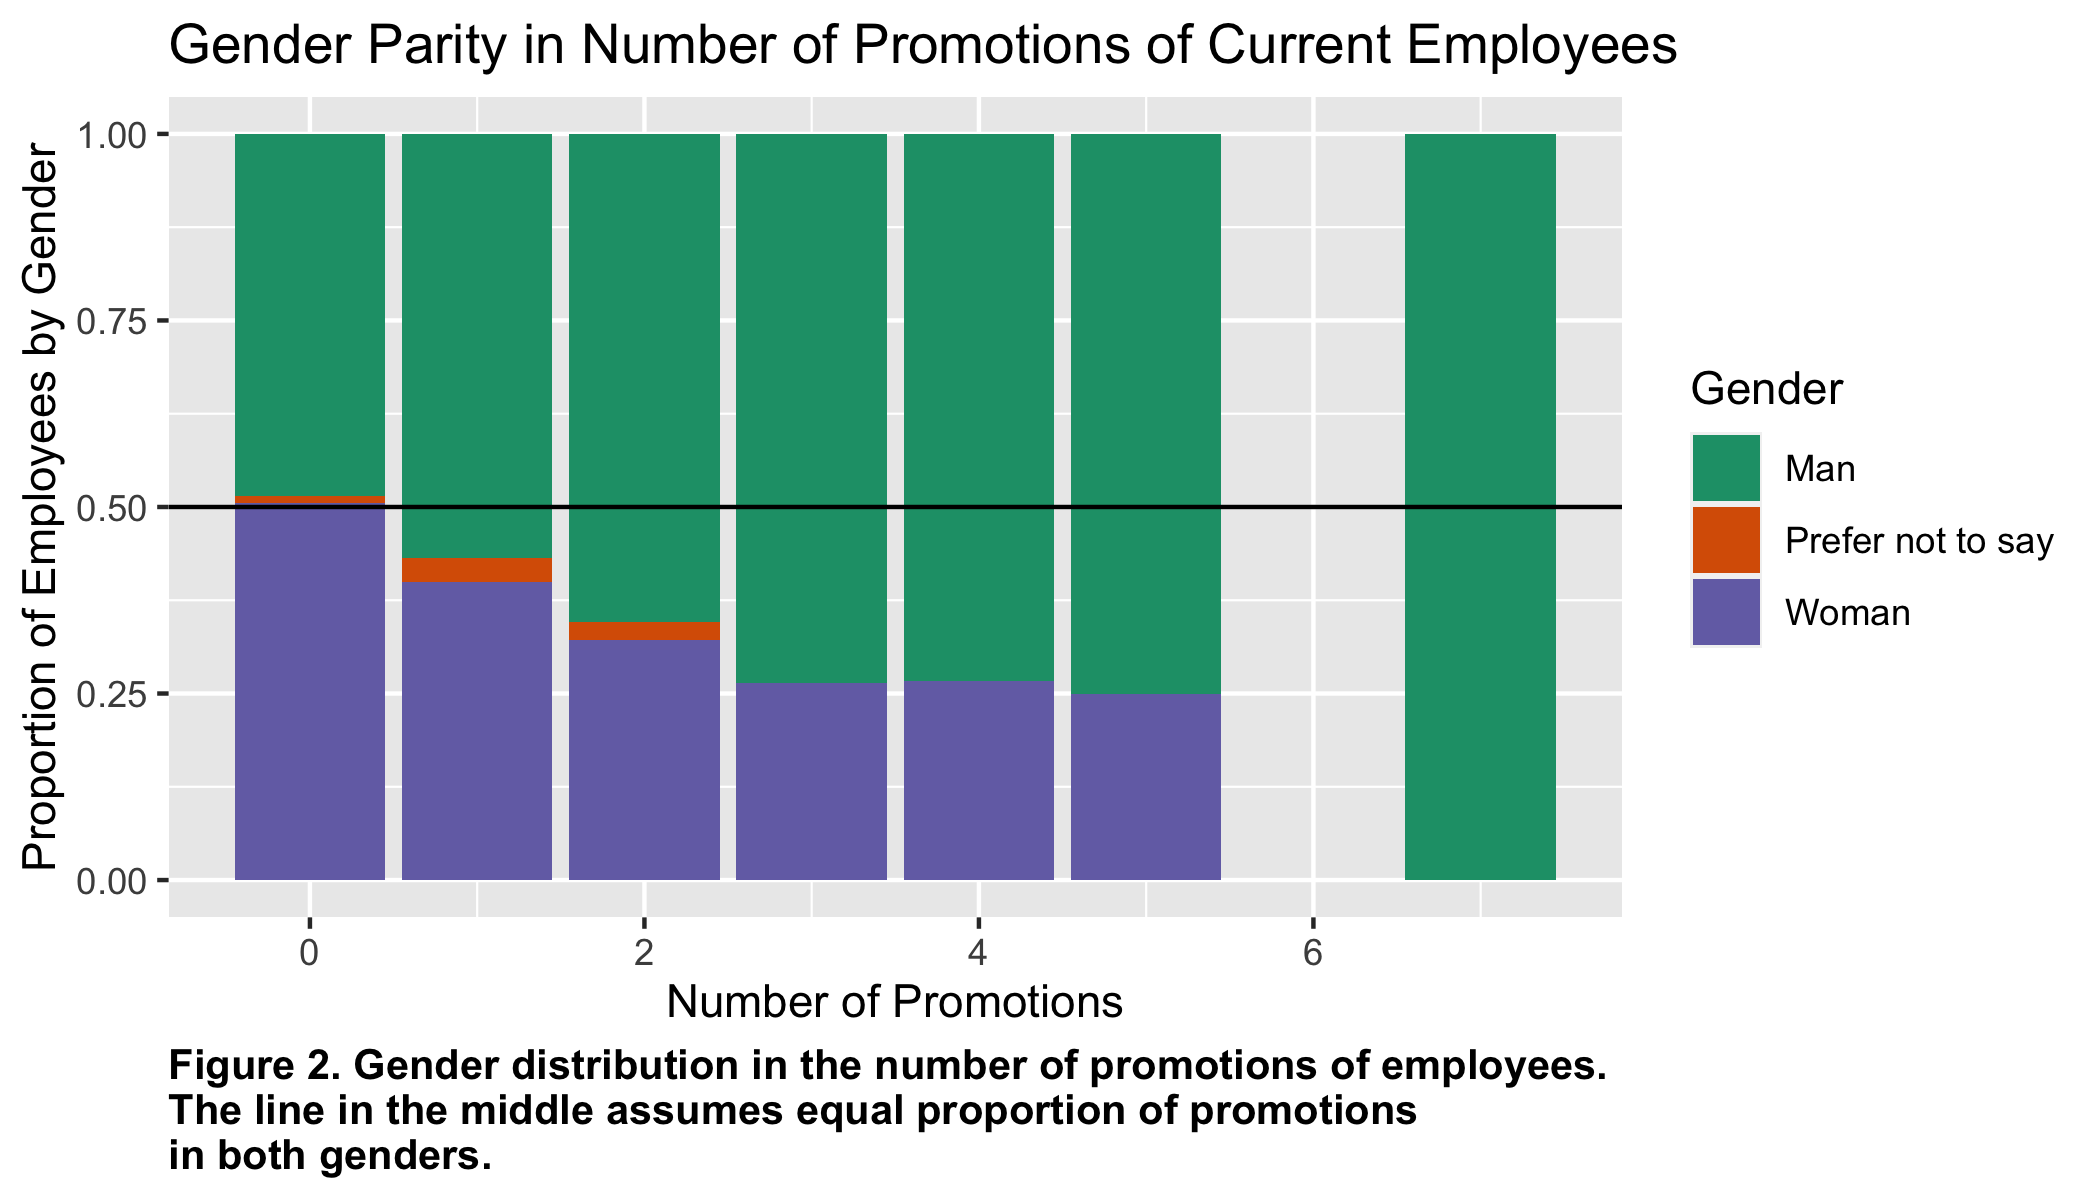 Gender Parity in Number of Promotions of Current Employees
Proportion of Employees by Gender
1.00
0.75
0.50
0.25
0.00
0
2
4
6
Number of Promotions
Gender
Man
Prefer not to say
Woman
Figure 2. Gender distribution in the number of promotions of employees.
The line in the middle assumes equal proportion of promotions
in both genders.